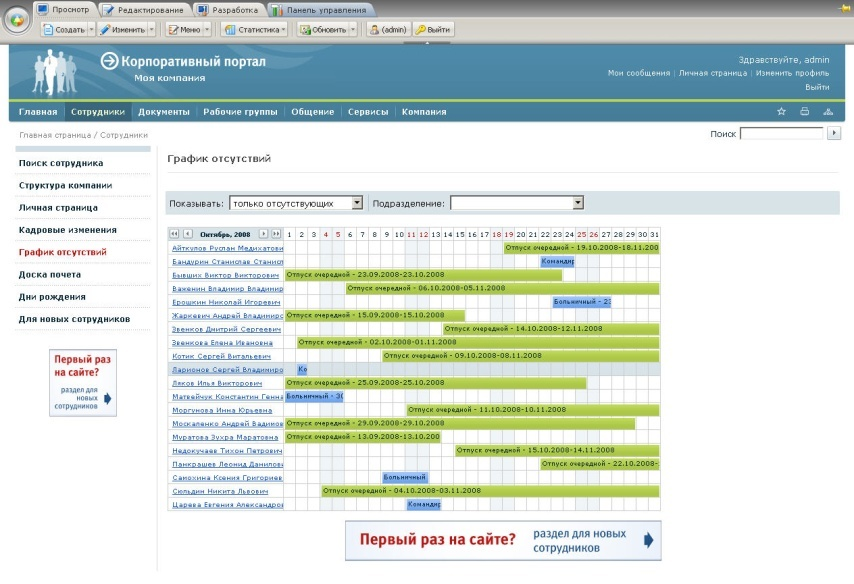 Просмотр Редактирование Разработка Панель управления
Создать Изменить Меню Статистика Обновить (admin) Выйти
Корпоративный портал
Моя компания
Здравствуйте, admin
Мои сообщения | Личная страница | Изменить профиль
Выйти
Главная Сотрудники Документы Рабочие группы Общение Сервисы Компания
Главная страница / Сотрудники
Поиск
Поиск сотрудника
Структура компании
Личная страница
Кадровые изменения
График отсутствий
Доска почета
Дни рождения
Для новых сотрудников
Первый раз
на сайте?
раздел для
новых
сотрудников
График отсутствий
Показывать: только отсутствующих Подразделение:
Октябрь, 2008 1 2 3 4 5 6 7 8 9 10 11 12 13 14 15 16 17 18 19 20 21 22 23 24 25 26 27 28 29 30 31
Айткулов Руслан Медихатови Отпуск очередной - 19.10.2008-18.11.200
Бандурин Станислав Станисл Командир
Бывших Виктор Викторович Отпуск очередной - 23.09.2008-23.10.2008
Важенин Владимир Владимир Отпуск очередной - 06.10.2008-05.11.2008
Ерошкин Николай Игоревич Больничный - 23
Жаркевич Андрей Владимирс Отпуск очередной - 15.09.2008-15.10.2008
Звенков Дмитрий Сергеевич Отпуск очередной - 14.10.2008-12.11.2008
Звенкова Елена Ивановна Отпуск очередной - 02.10.2008-01.11.2008
Котик Сергей Витальевич Отпуск очередной - 09.10.2008-08.11.2008
Ларионов Сергей Владимиро Ко
Ляков Илья Викторович Отпуск очередной - 25.09.2008-25.10.2008
Матвейчук Константин Генна Больничный - 30
Моргунова Инна Юрьевна Отпуск очередной - 11.10.2008-10.11.2008
Москаленко Андрей Вадимов Отпуск очередной - 29.09.2008-29.10.2008
Муратова Зухра Маратовна Отпуск очередной - 13.09.2008-13.10.2008
Недокучаев Тихон Петрович Отпуск очередной - 15.10.2008-14.11.2008
Панкрашев Леонид Данилови Отпуск очередной - 22.10.2008-
Самохина Ксения Григориев Больничный
Сюльдин Никита Львович Отпуск очередной - 04.10.2008-03.11.2008
Царева Евгения Александров Командир
Первый раз на сайте? раздел для новых
сотрудников